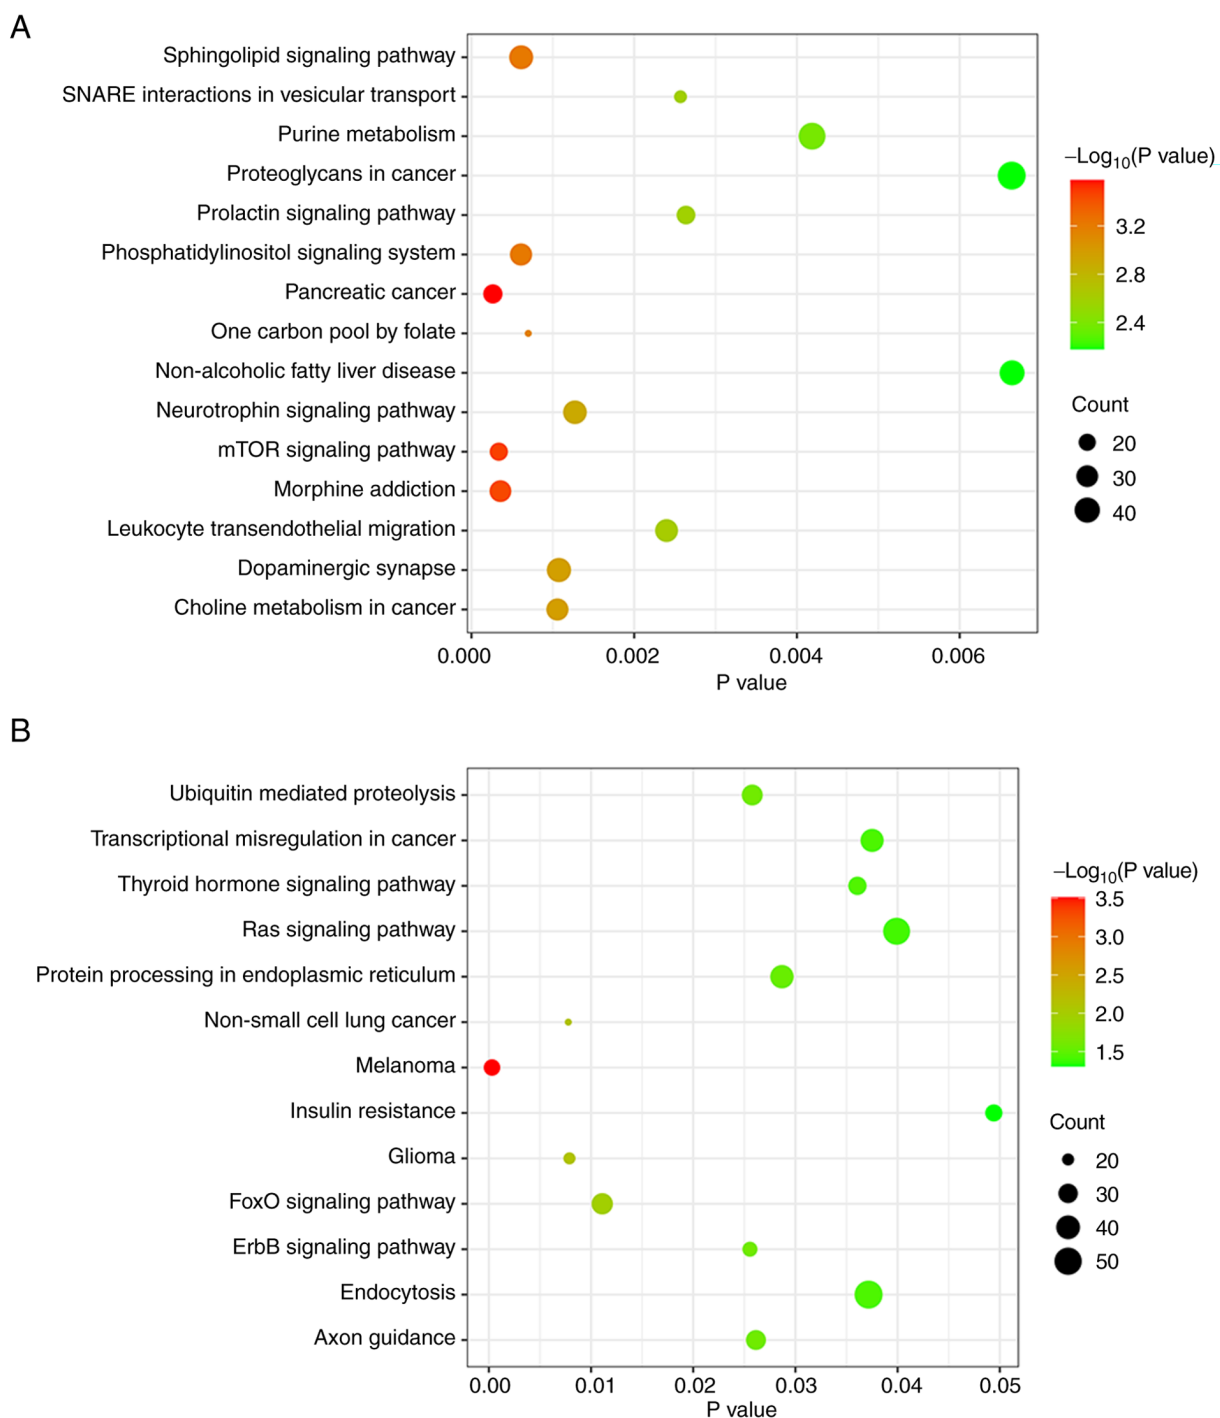 A
Sphingolipid signaling pathway
SNARE interactions in vesicular transport
Purine metabolism
Proteoglycans in cancer
Prolactin signaling pathway
Phosphatidylinositol signaling system
Pancreatic cancer
One carbon pool by folate
Non-alcoholic fatty liver disease
Neurotrophin signaling pathway
mTOR signaling pathway
Morphine addiction
Leukocyte transendothelial migration
Dopaminergic synapse
Choline metabolism in cancer
0.000 0.002 0.004 0.006
P value
−Log10(P value)
3.2
2.8
2.4
Count
20
30
40
B
Ubiquitin mediated proteolysis
Transcriptional misregulation in cancer
Thyroid hormone signaling pathway
Ras signaling pathway
Protein processing in endoplasmic reticulum
Non-small cell lung cancer
Melanoma
Insulin resistance
Glioma
FoxO signaling pathway
ErbB signaling pathway
Endocytosis
Axon guidance
0.00 0.01 0.02 0.03 0.04 0.05
P value
−Log10(P value)
3.5
3.0
2.5
2.0
1.5
Count
20
30
40
50